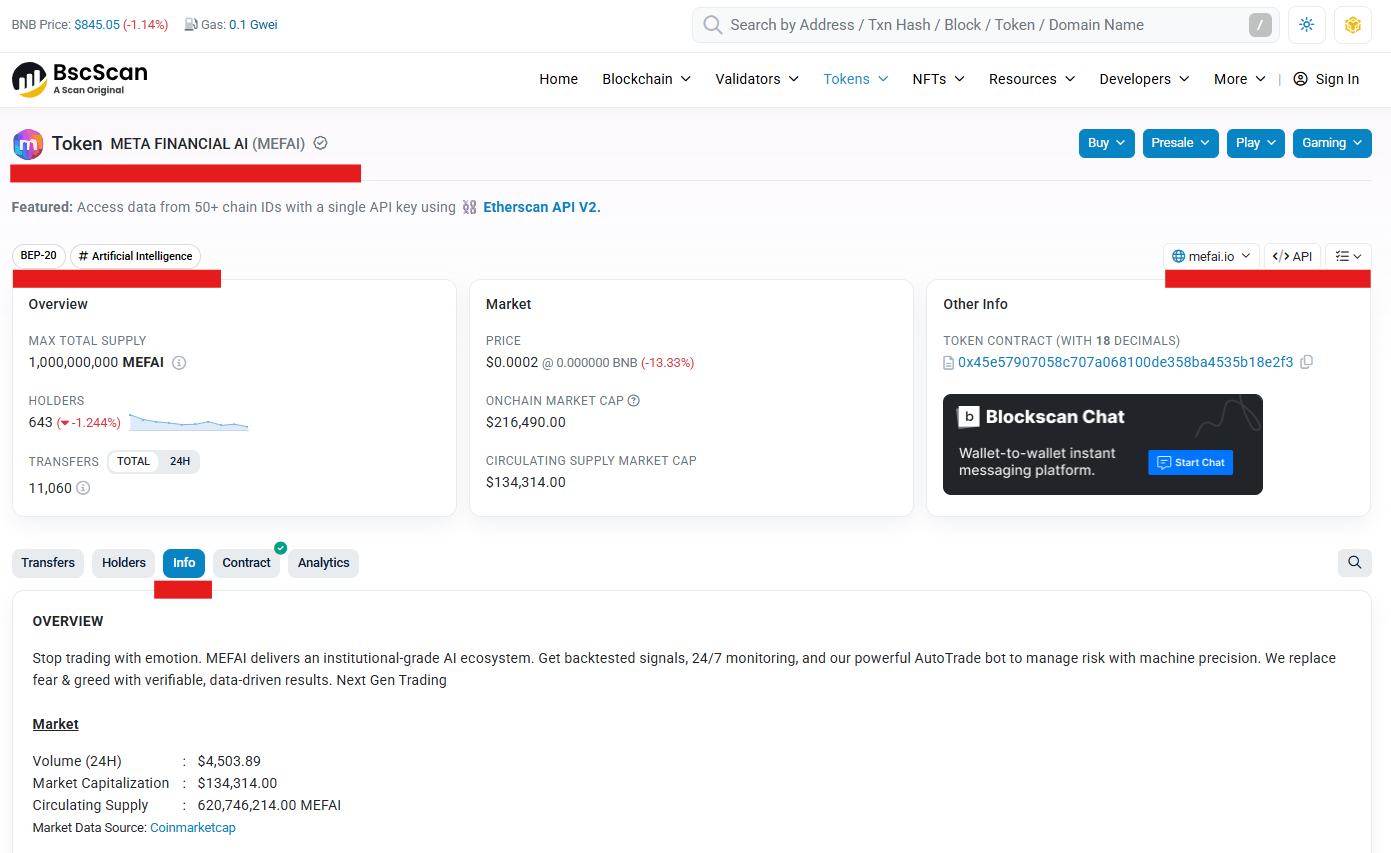 BNB Price: $845.05 (-1.14%) Gas: 0.1 Gwei
Search by Address / Txn Hash / Block / Token / Domain Name /
BscScan
A Scan Original
Home Blockchain Validators Tokens NFTs Resources Developers More | Sign In
m Token META FINANCIAL AI (MEFAI)
Buy Presale Play Gaming
Featured: Access data from 50+ chain IDs with a single API key using Etherscan API V2.
BEP-20 # Artificial Intelligence
mefai.io </> API
Overview
MAX TOTAL SUPPLY
1,000,000,000 MEFAI
HOLDERS
643 (-1.244%)
TRANSFERS TOTAL 24H
11,060
Market
PRICE
$0.0002 @ 0.000000 BNB (-13.33%)
ONCHAIN MARKET CAP
$216,490.00
CIRCULATING SUPPLY MARKET CAP
$134,314.00
Other Info
TOKEN CONTRACT (WITH 18 DECIMALS)
0x45e57907058c707a068100de358ba4535b18e2f3
b Blockscan Chat
Wallet-to-wallet instant
messaging platform.
Start Chat
Transfers Holders Info Contract Analytics
OVERVIEW
Stop trading with emotion. MEFAI delivers an institutional-grade AI ecosystem. Get backtested signals, 24/7 monitoring, and our powerful AutoTrade bot to manage risk with machine precision. We replace
fear & greed with verifiable, data-driven results. Next Gen Trading
Market
Volume (24H) : $4,503.89
Market Capitalization : $134,314.00
Circulating Supply : 620,746,214.00 MEFAI
Market Data Source: Coinmarketcap